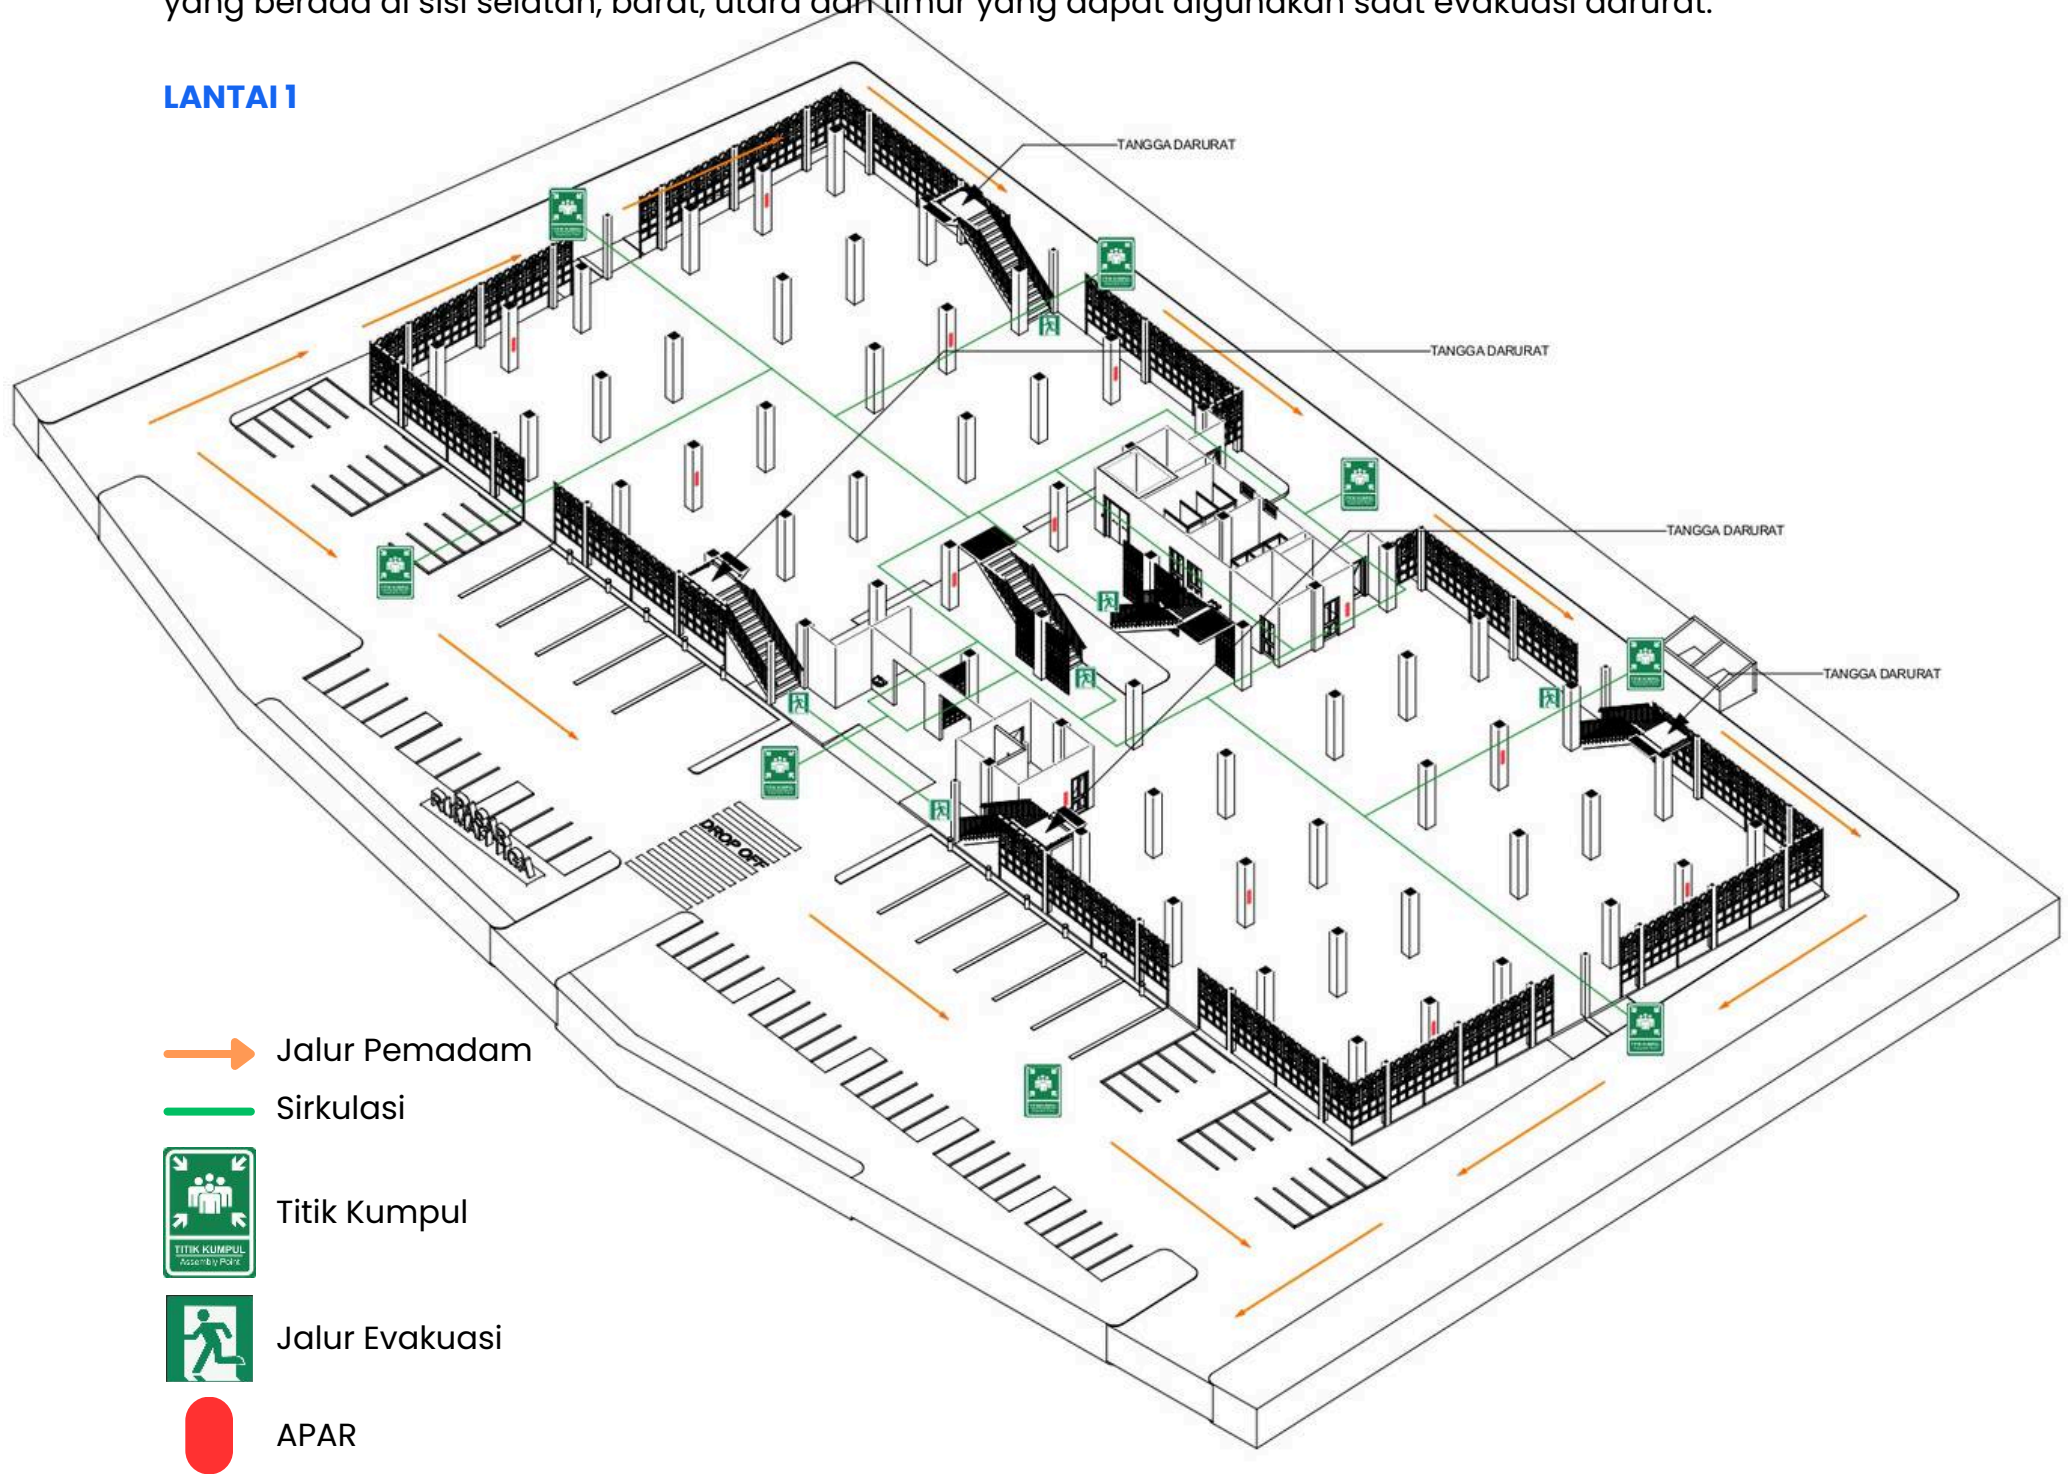 yang berada di sisi selatan, barat, utara dan timur yang dapat digunakan saat evakuasi darurat.
LANTAI 1
TANGGA DARURAT
TANGGA DARURAT
TANGGA DARURAT
TANGGA DARURAT
DROP OFF
Jalur Pemadam
Sirkulasi
TITIK KUMPUL
Assembly Point
Titik Kumpul
Jalur Evakuasi
APAR